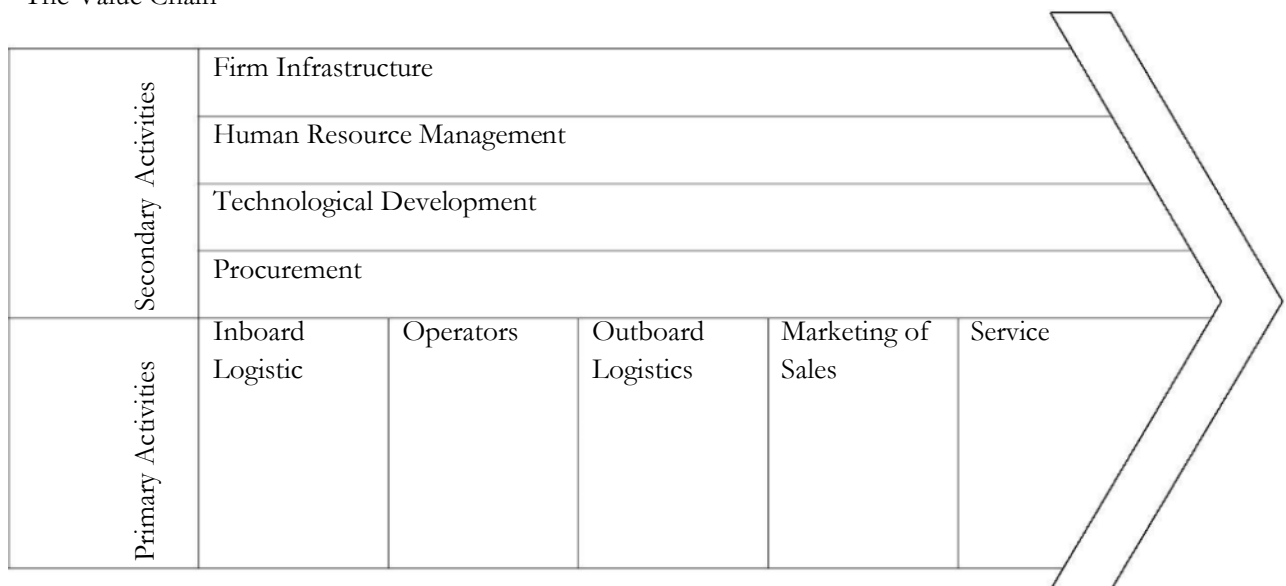 The Value Chain
Secondary Activities
Firm Infrastructure
Human Resource Management
Technological Development
Procurement
Primary Activities
Inboard
Logistic
Operators
Outboard
Logistics
Marketing of
Sales
Service